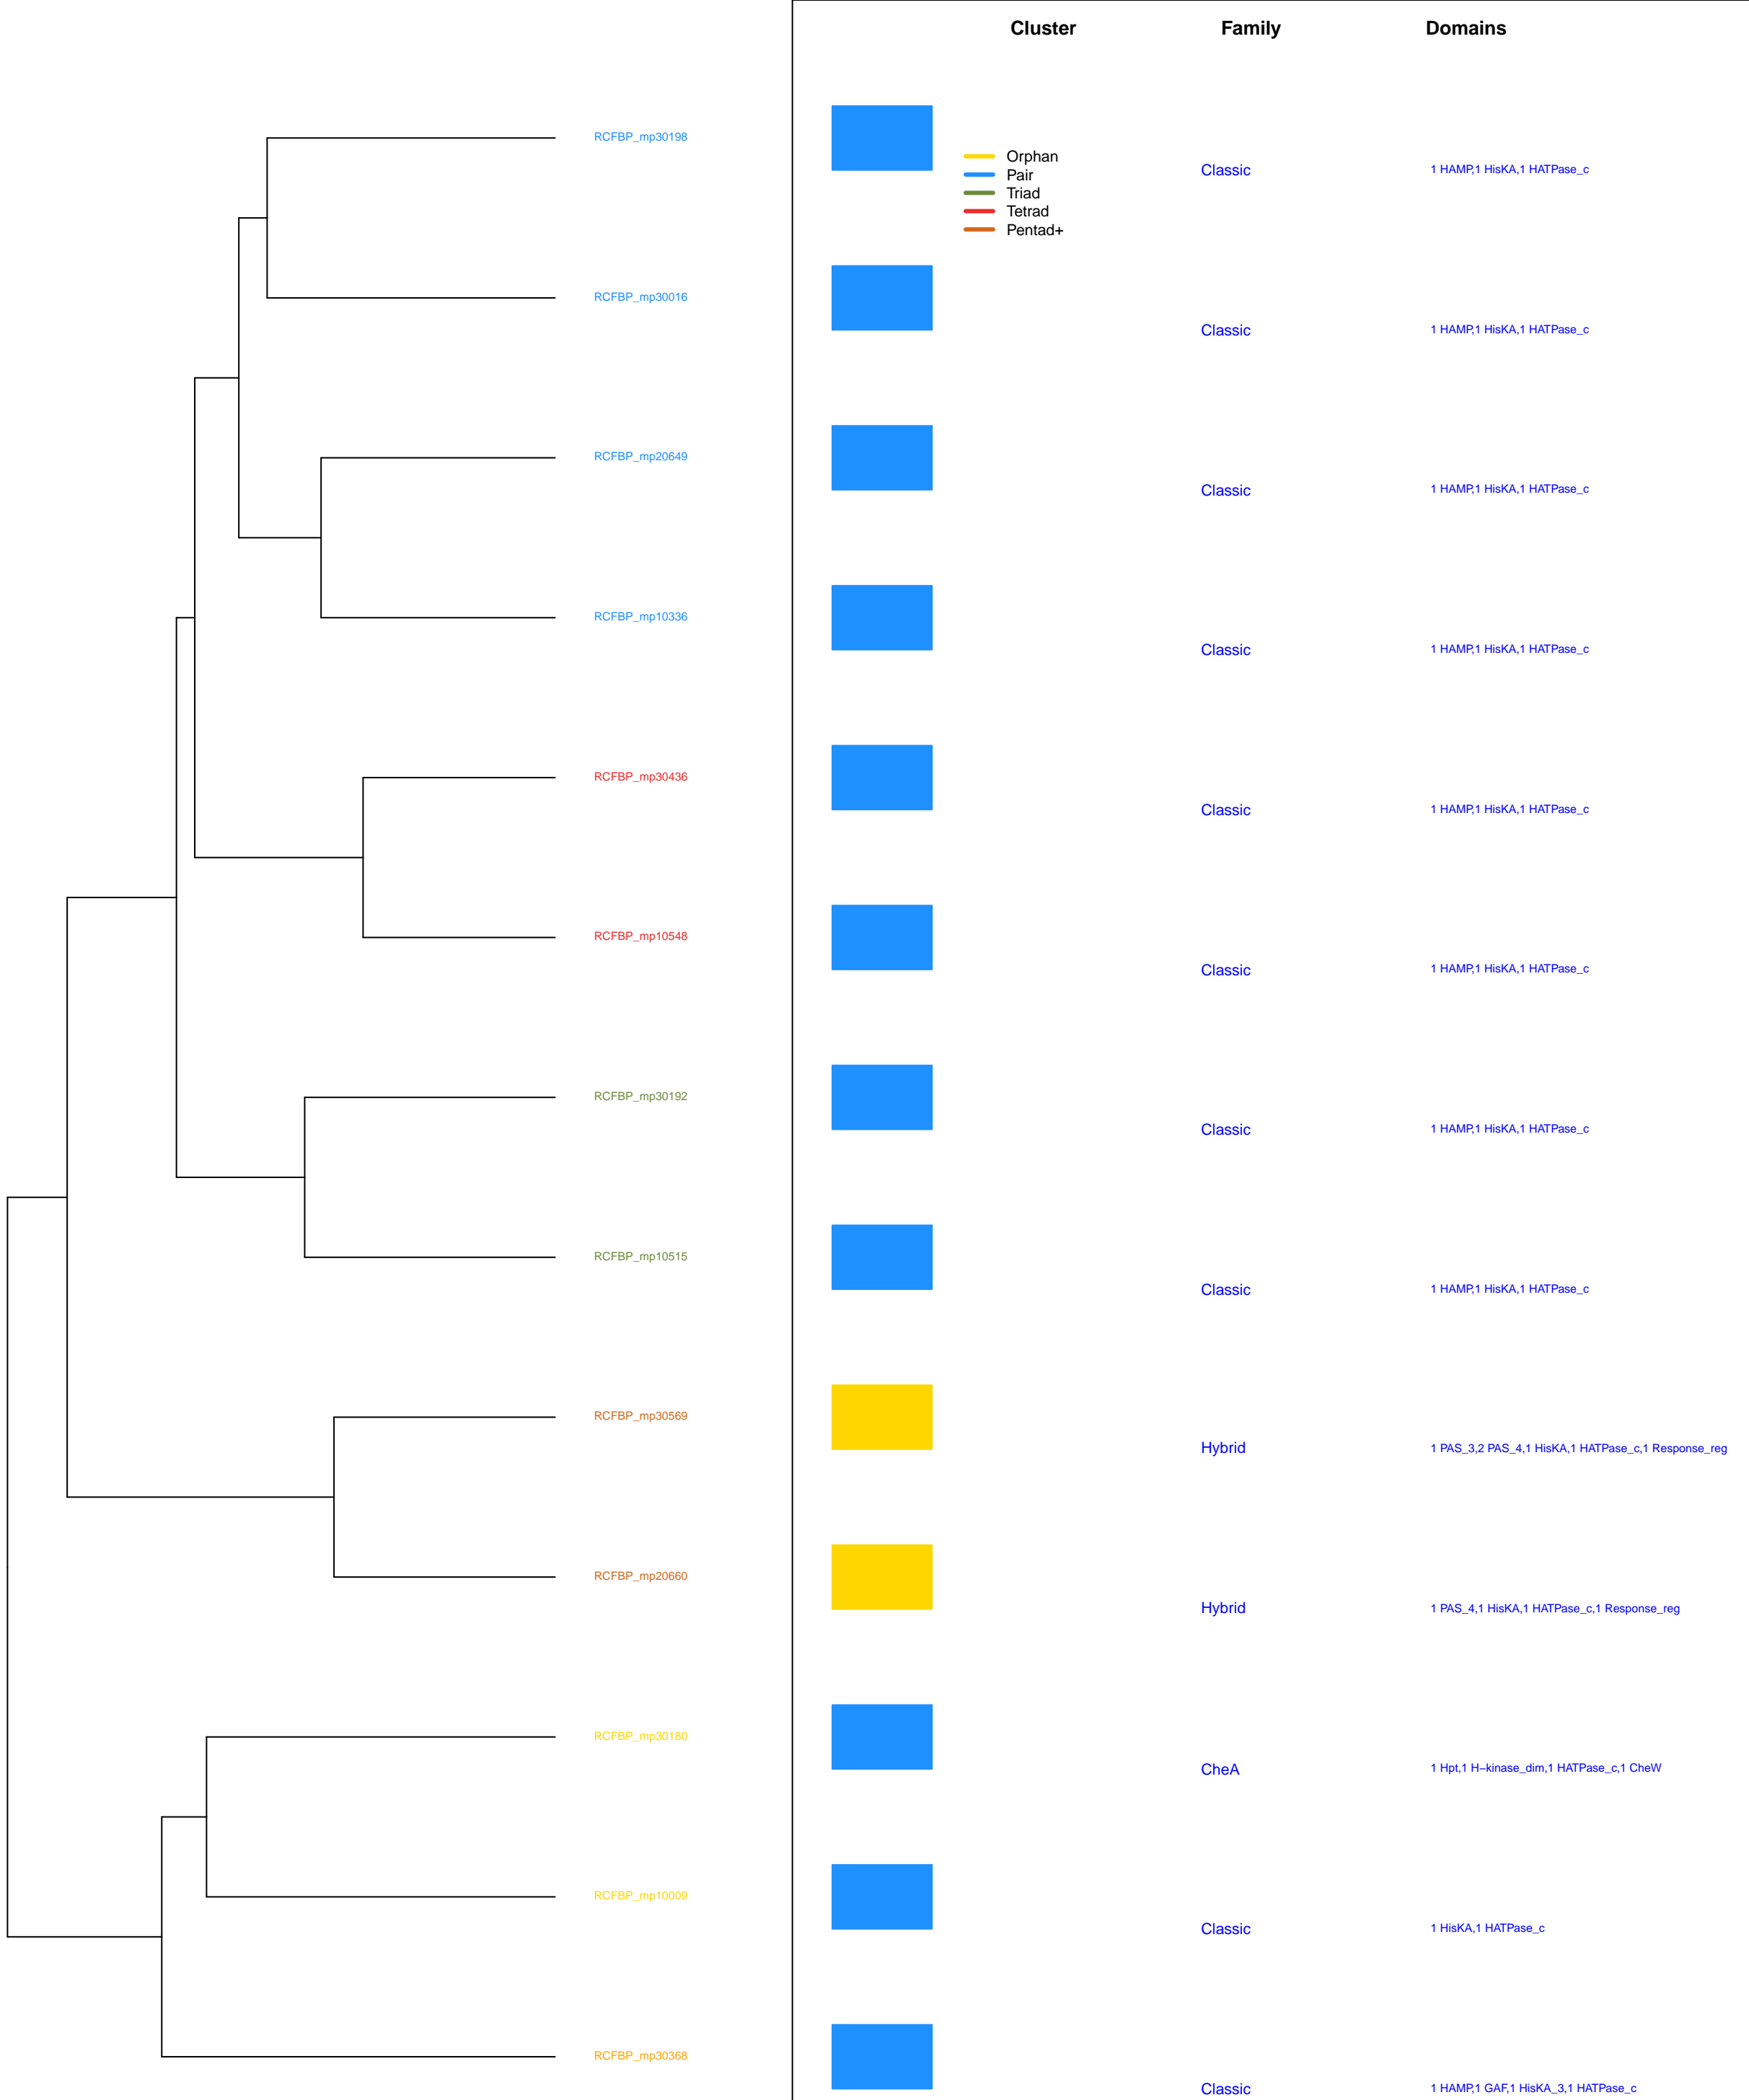 Cluster Family Domains
RCFBP_mp30198
Orphan
Pair
Triad
Tetrad
Pentad+
Classic 1 HAMP,1 HisKA,1 HATPase_c
RCFBP_mp30016
Classic 1 HAMP,1 HisKA,1 HATPase_c
RCFBP_mp20649
Classic 1 HAMP,1 HisKA,1 HATPase_c
RCFBP_mp10336
Classic 1 HAMP,1 HisKA,1 HATPase_c
RCFBP_mp30436
Classic 1 HAMP,1 HisKA,1 HATPase_c
RCFBP_mp10548
Classic 1 HAMP,1 HisKA,1 HATPase_c
RCFBP_mp30192
Classic 1 HAMP,1 HisKA,1 HATPase_c
RCFBP_mp10515
Classic 1 HAMP,1 HisKA,1 HATPase_c
RCFBP_mp30569
Hybrid 1 PAS_3,2 PAS_4,1 HisKA,1 HATPase_c,1 Response_reg
RCFBP_mp20660
Hybrid 1 PAS_4,1 HisKA,1 HATPase_c,1 Response_reg
RCFBP_mp30180
CheA 1 Hpt,1 H−kinase_dim,1 HATPase_c,1 CheW
RCFBP_mp10009
Classic 1 HisKA,1 HATPase_c
RCFBP_mp30368
Classic 1 HAMP,1 GAF,1 HisKA_3,1 HATPase_c